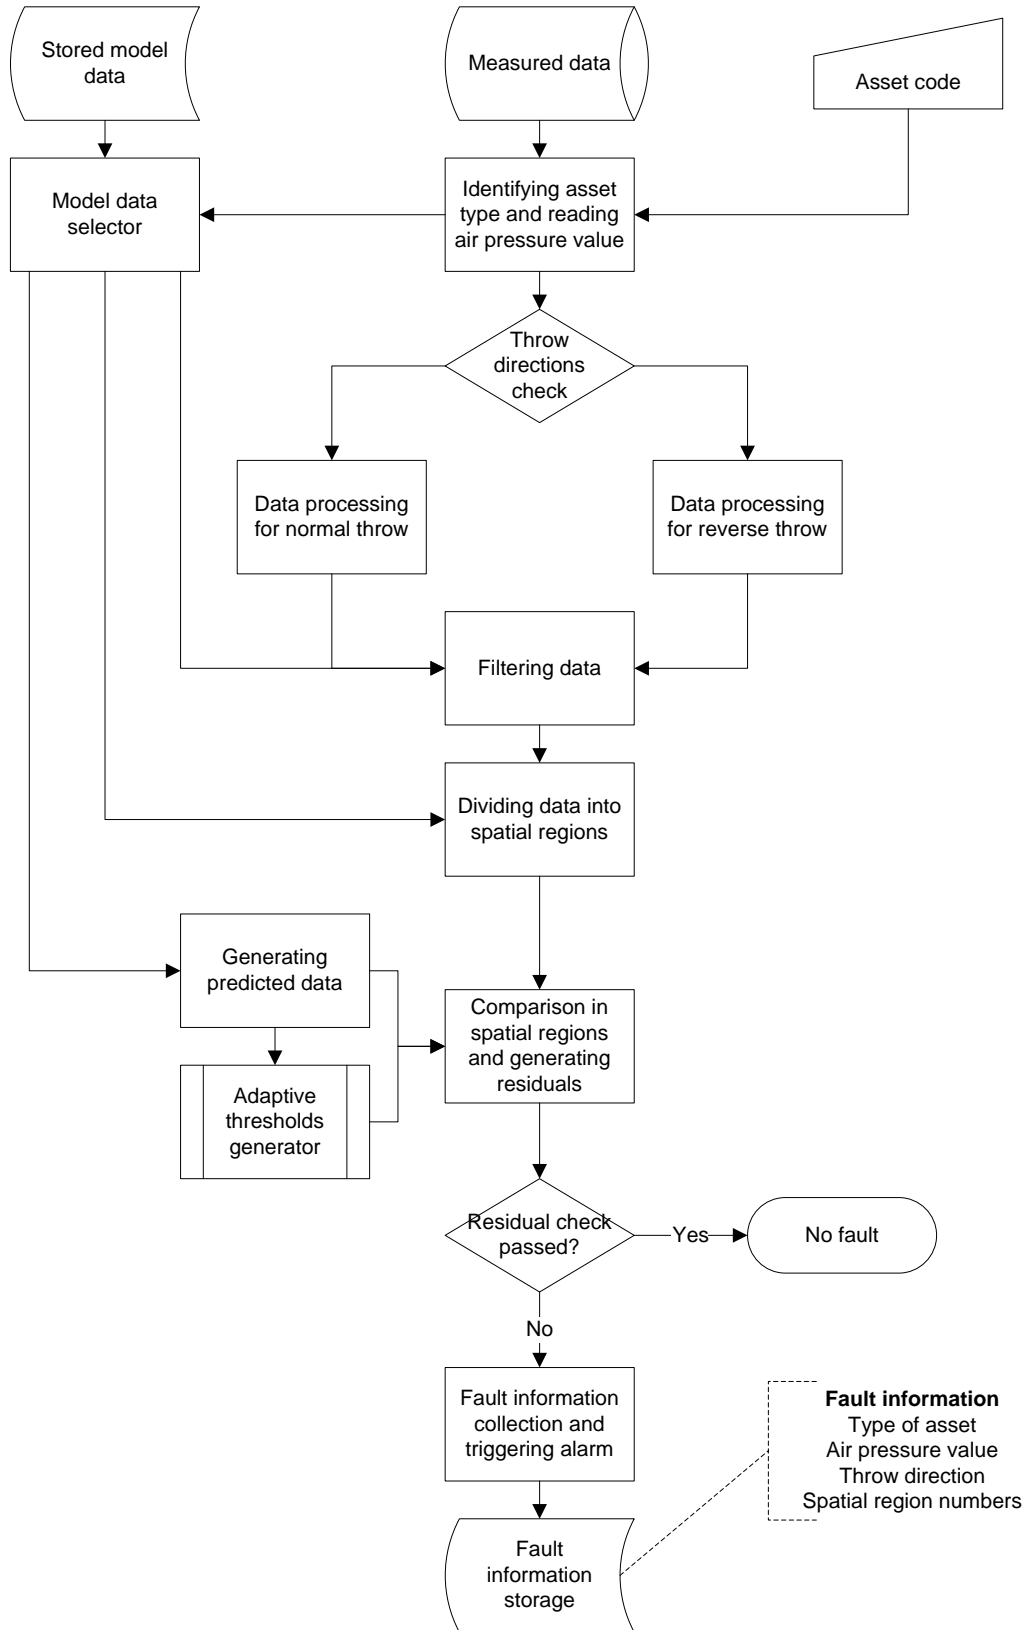 Stored model
data
Measured data
Asset code
Model data
selector
Identifying asset
type and reading
air pressure value
Throw
directions
check
Data processing
for normal throw
Data processing
for reverse throw
Filtering data
Dividing data into
spatial regions
Generating
predicted data
Comparison in
spatial regions
and generating
residuals
Adaptive
thresholds
generator
Residual check
passed?
Yes
No fault
No
Fault information
collection and
triggering alarm
Fault information
Type of asset
Air pressure value
Throw direction
Spatial region numbers
Fault
information
storage